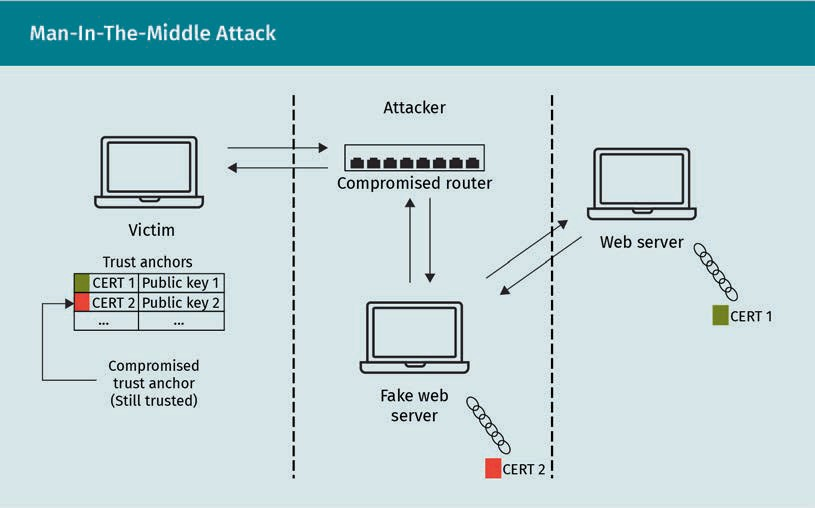 Man-In-The-Middle Attack
Attacker
Compromised router
Victim
Web server
Trust anchors
CERT 1 Public key 1
CERT 2 Public key 2
... ...
CERT 1
Compromised
trust anchor
(Still trusted)
Fake web
server
CERT 2